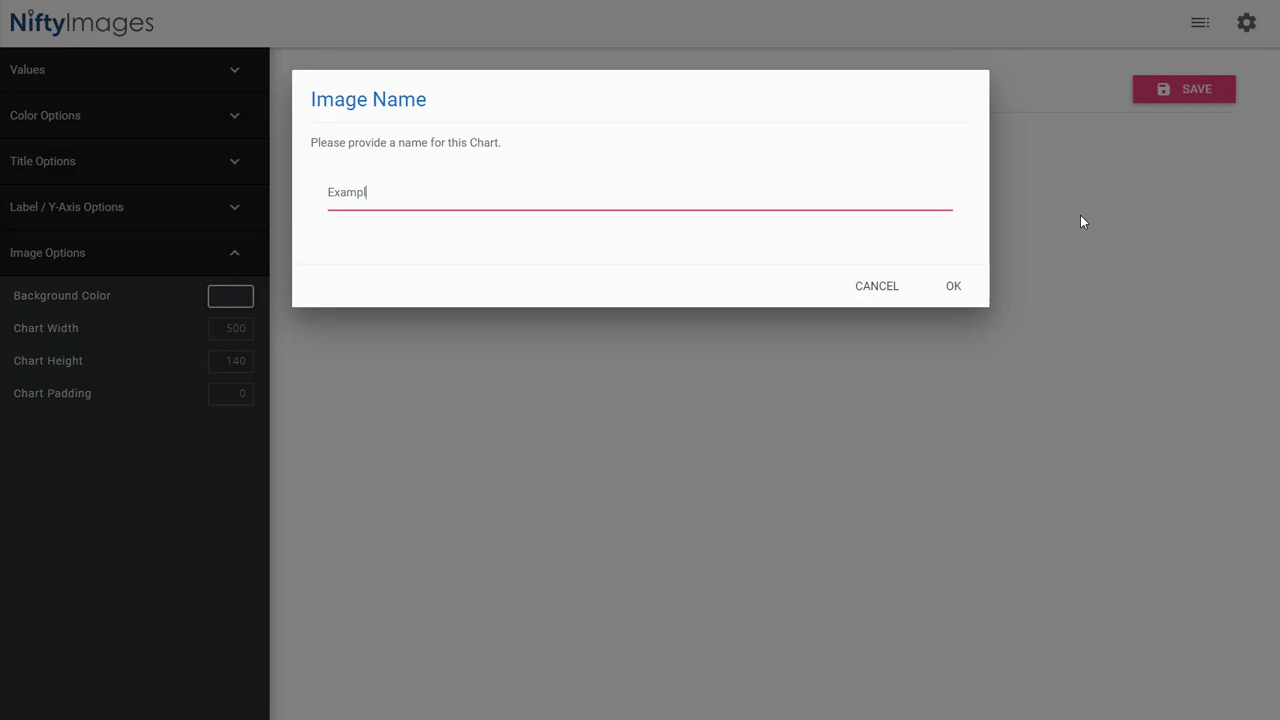 NiftyImages
Values
Color Options
Title Options
Label / Y-Axis Options
Image Options
Background Color
Chart Width 500
Chart Height 140
Chart Padding 0
Image Name
Please provide a name for this Chart.
Exampl
CANCEL OK
SAVE